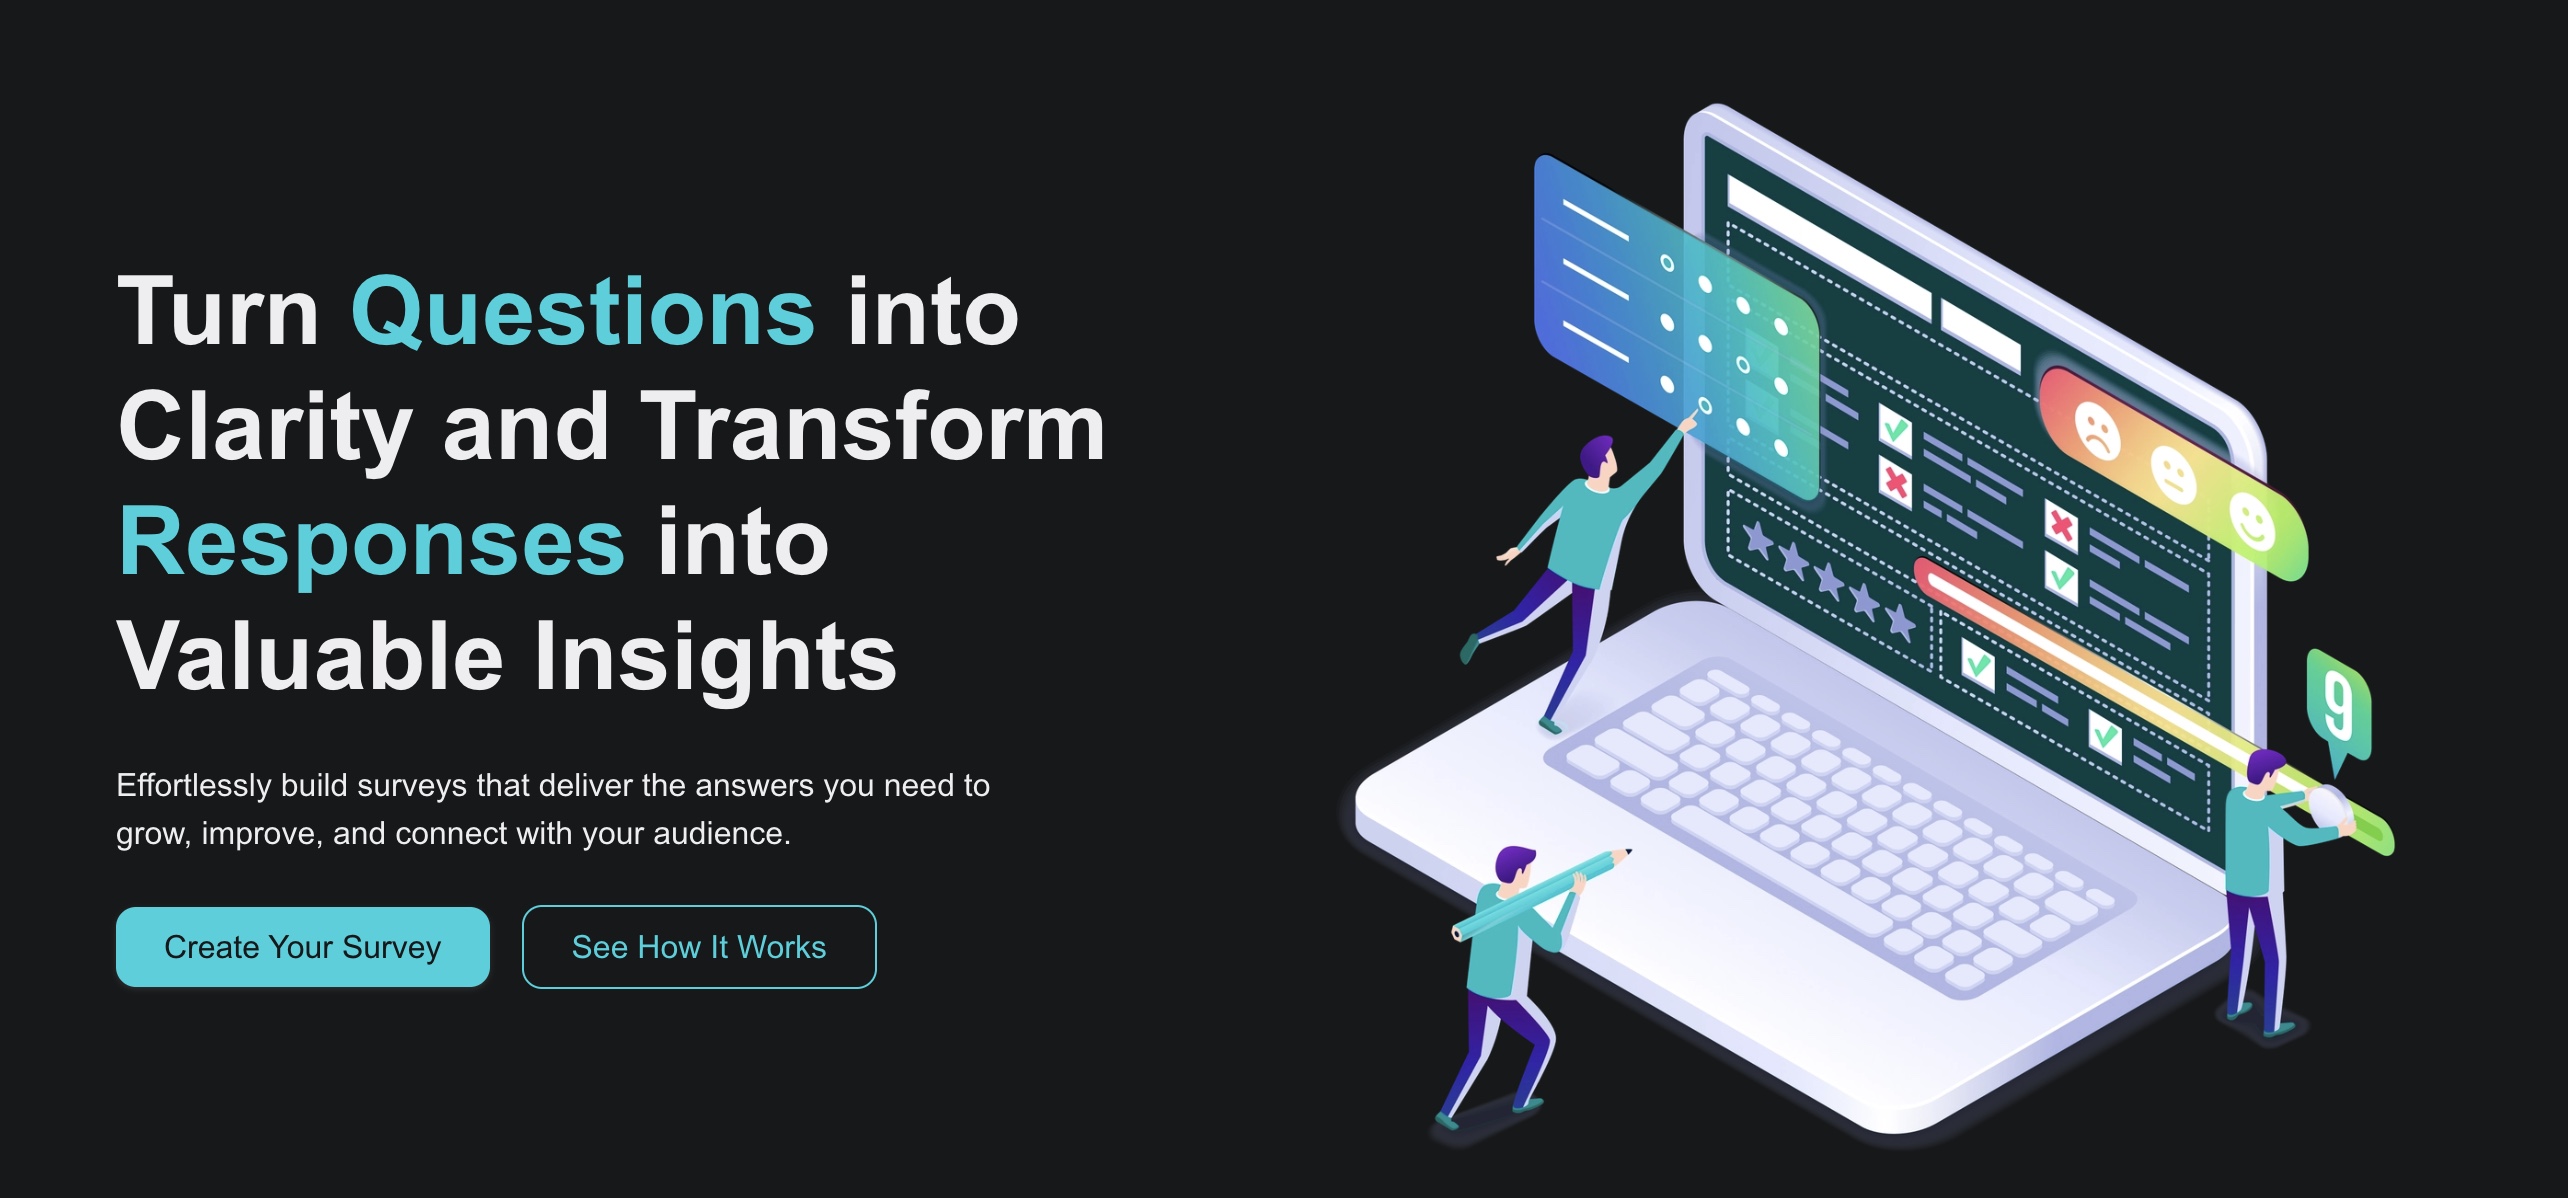 Turn Questions into
Clarity and Transform
Responses into
Valuable Insights
Effortlessly build surveys that deliver the answers you need to
grow, improve, and connect with your audience.
Create Your Survey
See How It Works
9